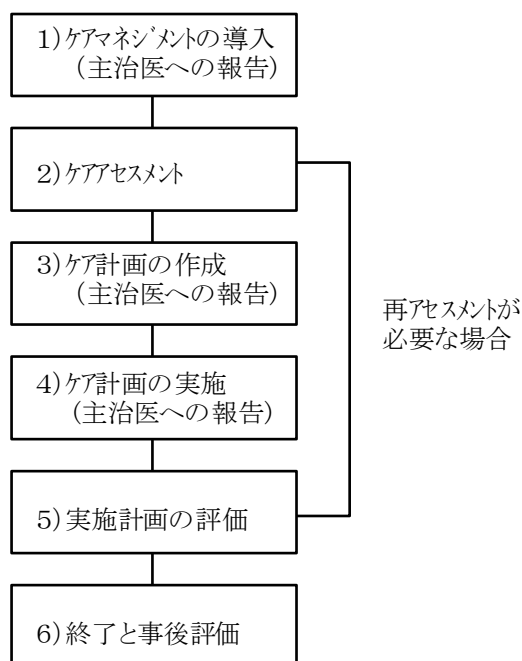 1)ケアマネジメントの導入
(主治医への報告)
2)ケアアセスメント
3)ケア計画の作成
(主治医への報告)
再アセスメントが
必要な場合
4)ケア計画の実施
(主治医への報告)
5)実施計画の評価
6)終了と事後評価